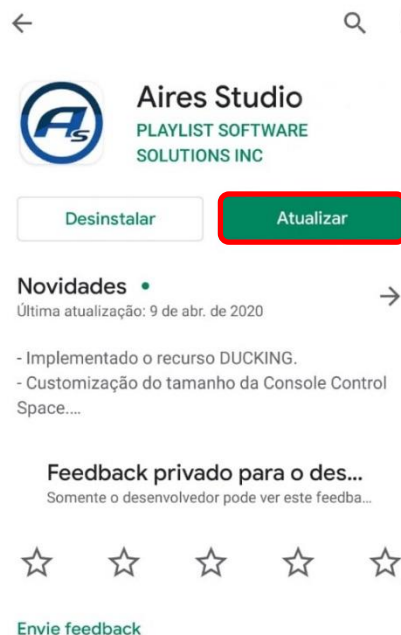 As
Aires Studio
PLAYLIST SOFTWARE
SOLUTIONS INC
Desinstalar
Atualizar
Novidades •
Última atualização: 9 de abr. de 2020
- Implementado o recurso DUCKING.
- Customização do tamanho da Console Control
Space....
Feedback privado para o des...
Somente o desenvolvedor pode ver este feedba...
Envie feedback